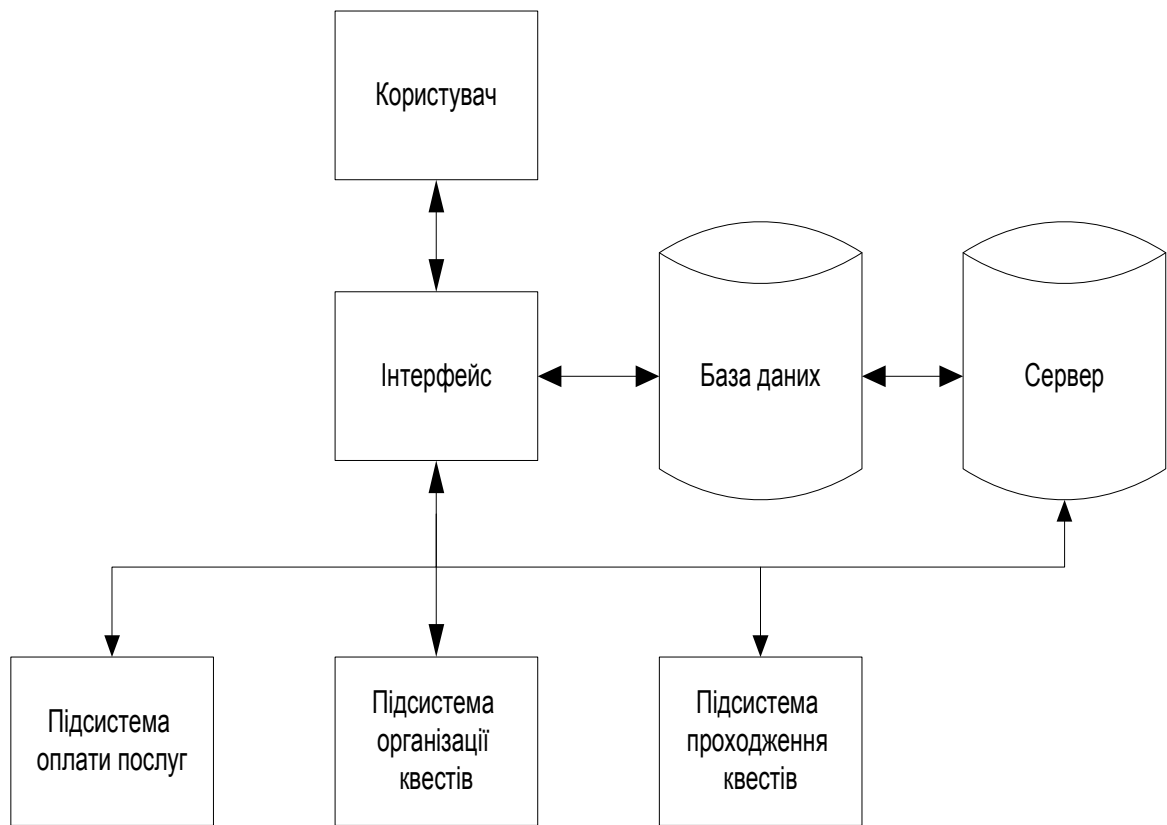 Користувач
Інтерфейс
База даних
Сервер
Підсистема
оплати послуг
Підсистема
організації
квестів
Підсистема
проходження
квестів